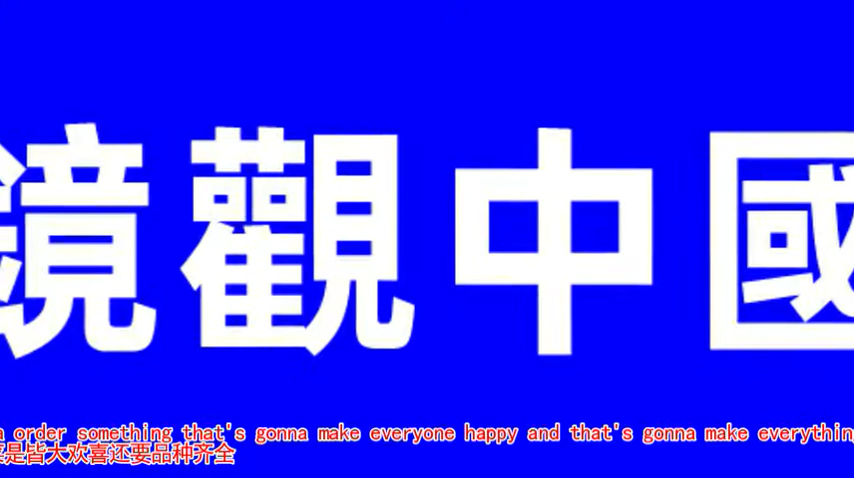 鏡觀中國
order something that's gonna make everyone happy and that's gonna make everything
是皆大欢喜还要品种齐全